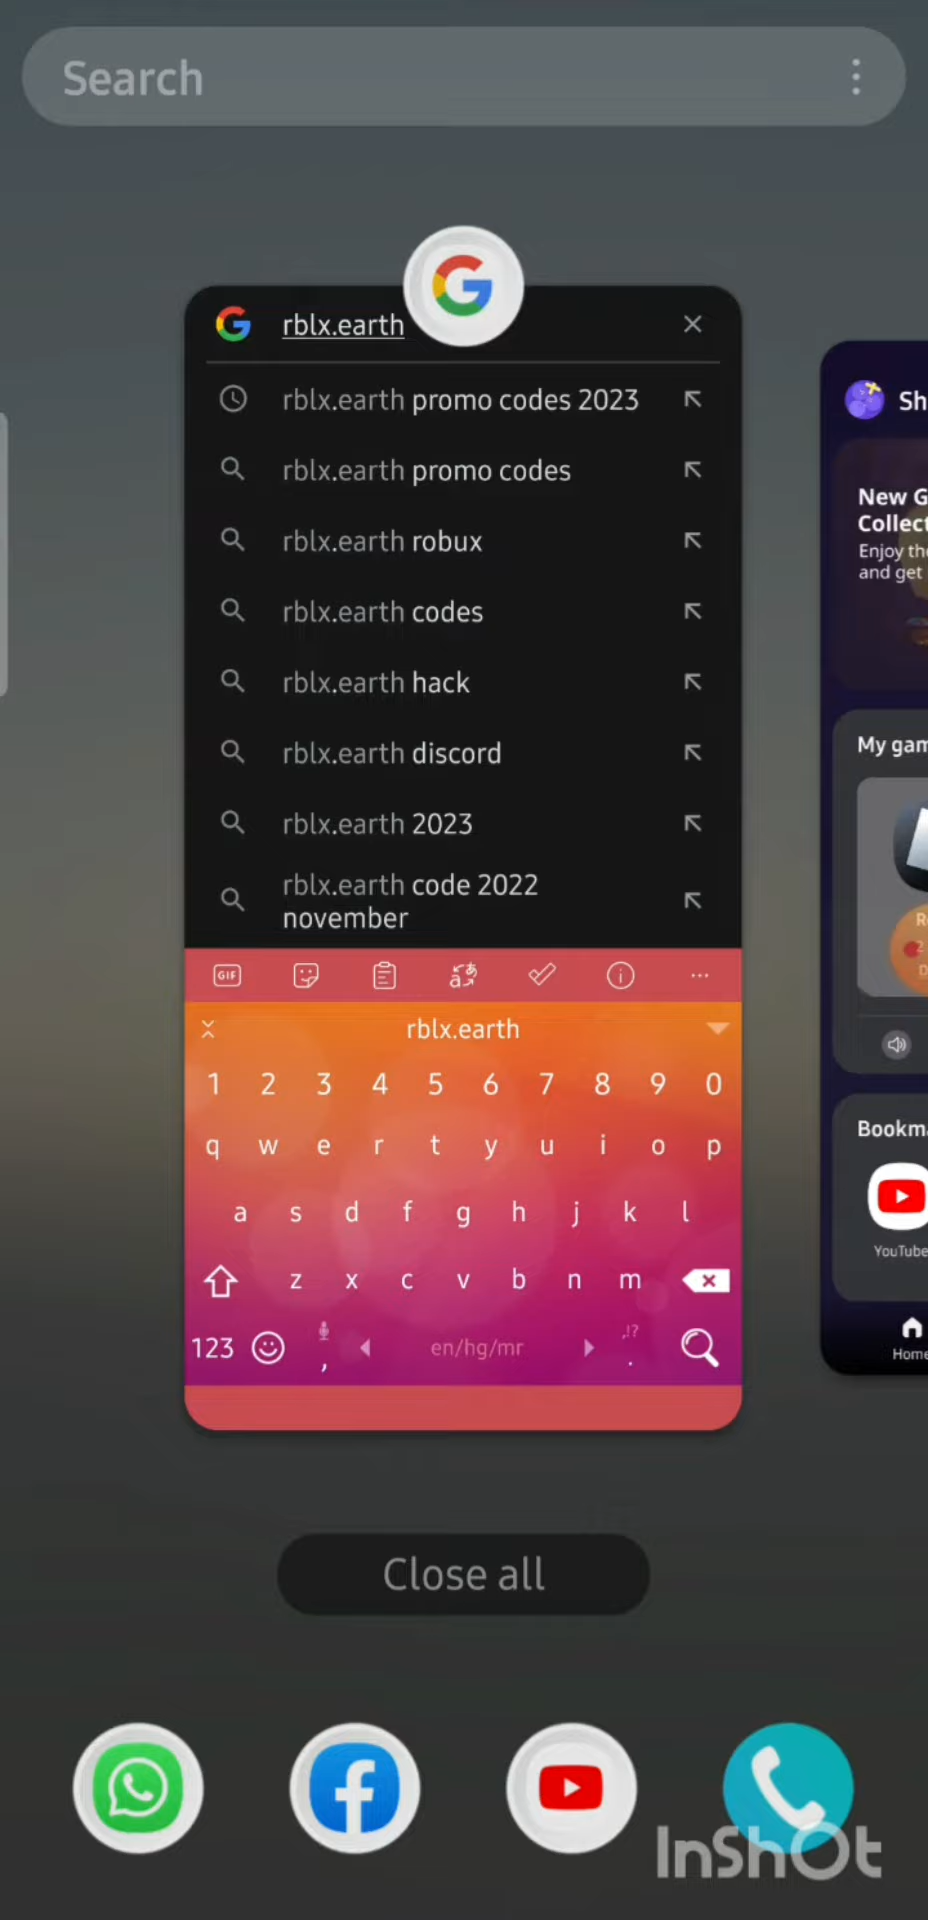 Search
rblx.earth
rblx.earth promo codes 2023
rblx.earth promo codes
rblx.earth robux
rblx.earth codes
rblx.earth hack
rblx.earth discord
rblx.earth 2023
rblx.earth code 2022
november
GIF
rblx.earth
1 2 3 4 5 6 7 8 9 0
q w e r t y u i o p
a s d f g h j k l
z x c v b n m
123 , en/hg/mr ,!? .
Sh
New G
Collect
Enjoy the
and get
My gam
R
2
D
Bookma
YouTube
Home
Close all
InShOt